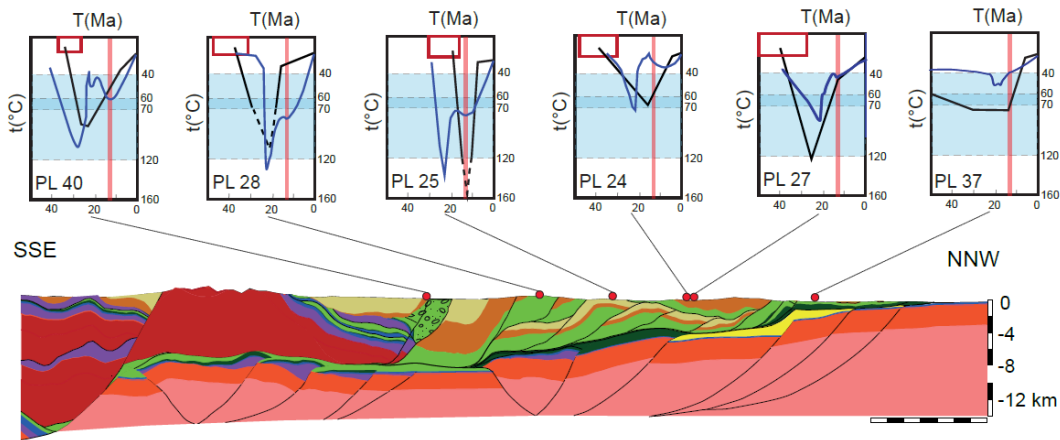 T(Ma) T(Ma) T(Ma) T(Ma) T(Ma) T(Ma)
t(°C) 40 60 70 120 160 PL 40 40 20 0
t(°C) 40 60 70 120 160 PL 28 40 20 0
t(°C) 40 60 70 120 160 PL 25 40 20 0
t(°C) 40 60 70 120 160 PL 24 40 20 0
t(°C) 40 60 70 120 160 PL 27 40 20 0
t(°C) 40 60 70 120 160 PL 37 40 20 0
SSE NNW
0
-4
-8
-12 km